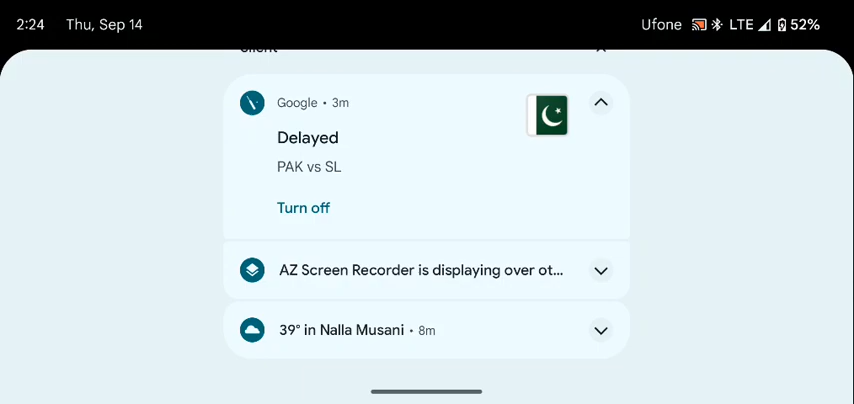 2:24 Thu, Sep 14 Ufone LTE 52%
Client
Google • 3m
Delayed
PAK vs SL
Turn off
AZ Screen Recorder is displaying over ot...
39° in Nalla Musani • 8m